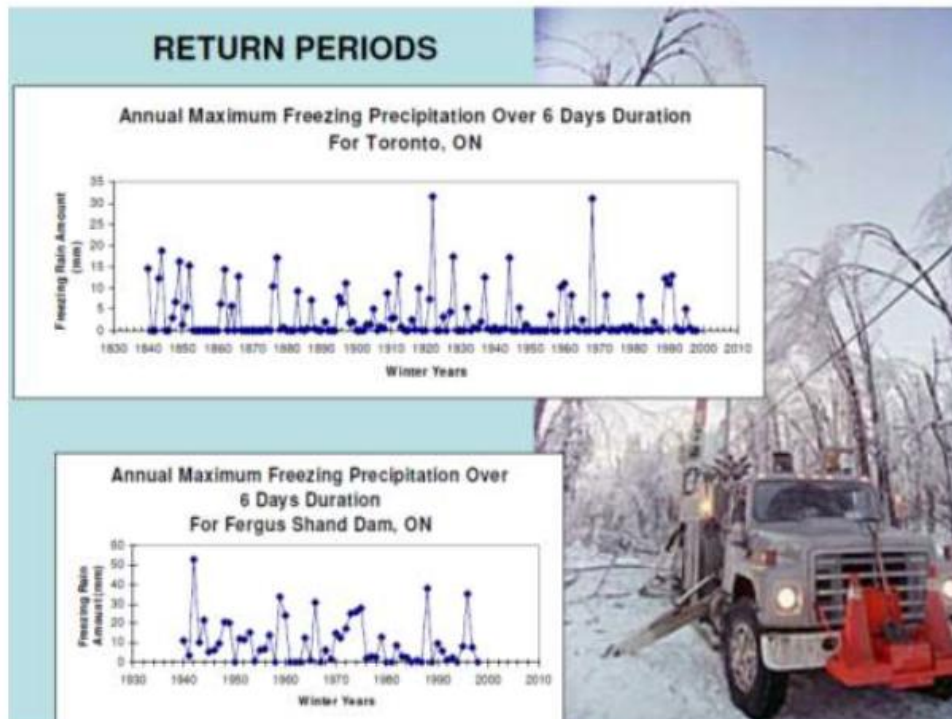 RETURN PERIODS
Annual Maximum Freezing Precipitation Over 6 Days Duration
For Toronto, ON
Freezing Rain Amount
(mm)
35
30
25
20
15
10
5
0
1830 1840 1850 1860 1870 1880 1890 1900 1910 1920 1930 1940 1950 1960 1970 1980 1990 2000 2010
Winter Years
Annual Maximum Freezing Precipitation Over
6 Days Duration
For Fergus Shand Dam, ON
Freezing Rain
Amount (mm)
60
50
40
30
20
10
0
1930 1940 1950 1960 1970 1980 1990 2000 2010
Winter Years